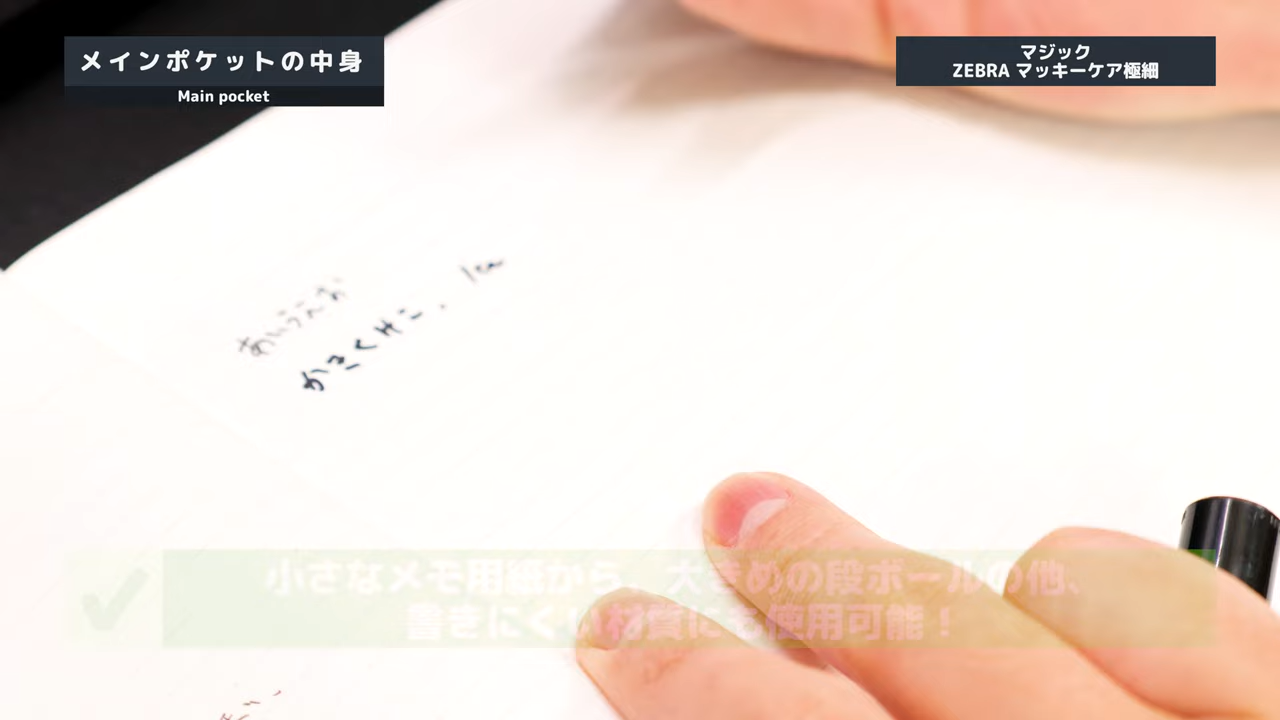 メインポケットの中身
Main pocket
マジック
ZEBRA マッキーケア極細
あいうえお
かきくけこ.
小さなメモ用紙から、大きめの段ボールの他、
書きにくい材質にも使用可能！